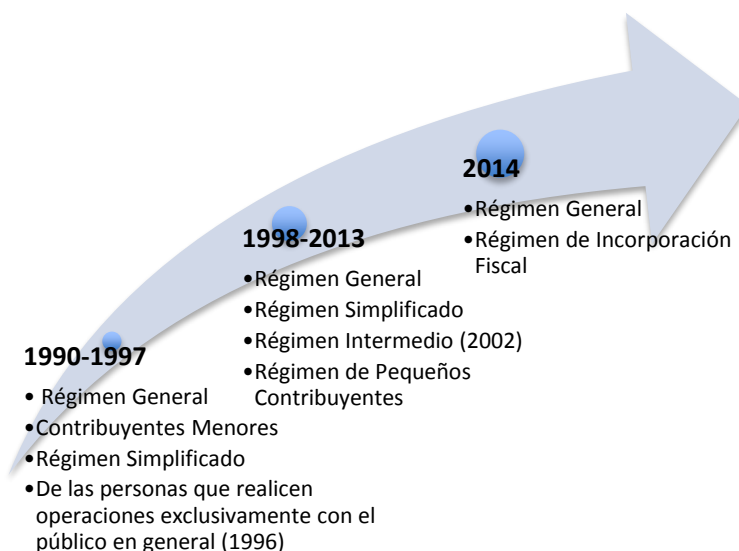 1990-1997
• Régimen General
•Contribuyentes Menores
•Régimen Simplificado
•De las personas que realicen
operaciones exclusivamente con el
público en general (1996)
1998-2013
•Régimen General
•Régimen Simplificado
•Régimen Intermedio (2002)
•Régimen de Pequeños
Contribuyentes
2014
•Régimen General
•Régimen de Incorporación
Fiscal